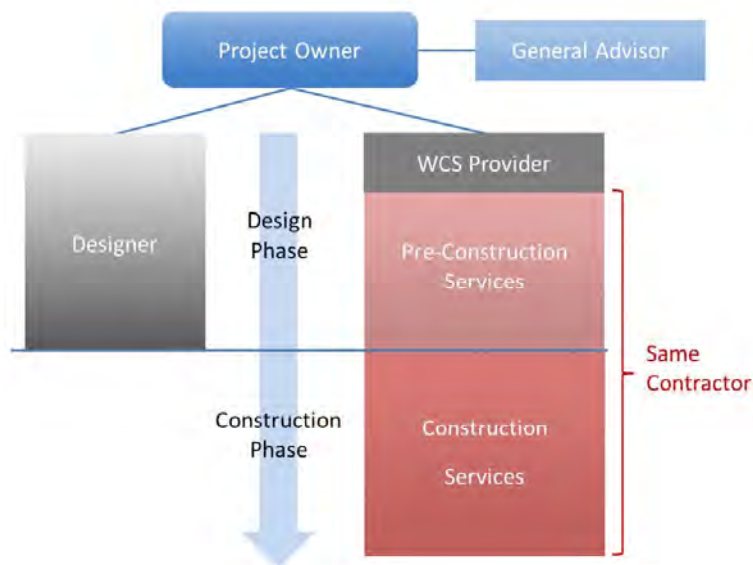 Project Owner
General Advisor
WCS Provider
Designer
Design
Phase
Pre-Construction
Services
Same
Contractor
Construction
Phase
Construction
Services